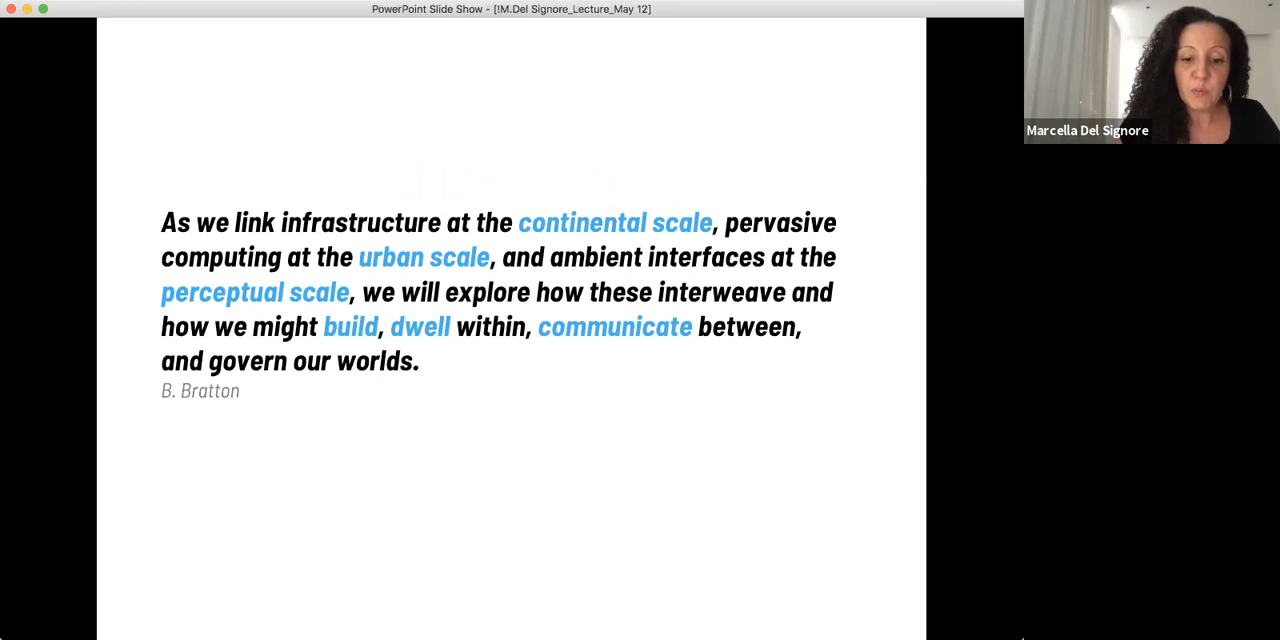 PowerPoint Slide Show - [!M.Del Signore_Lecture_May 12]
Marcella Del Signore
As we link infrastructure at the continental scale, pervasive
computing at the urban scale, and ambient interfaces at the
perceptual scale, we will explore how these interweave and
how we might build, dwell within, communicate between,
and govern our worlds.
B. Bratton